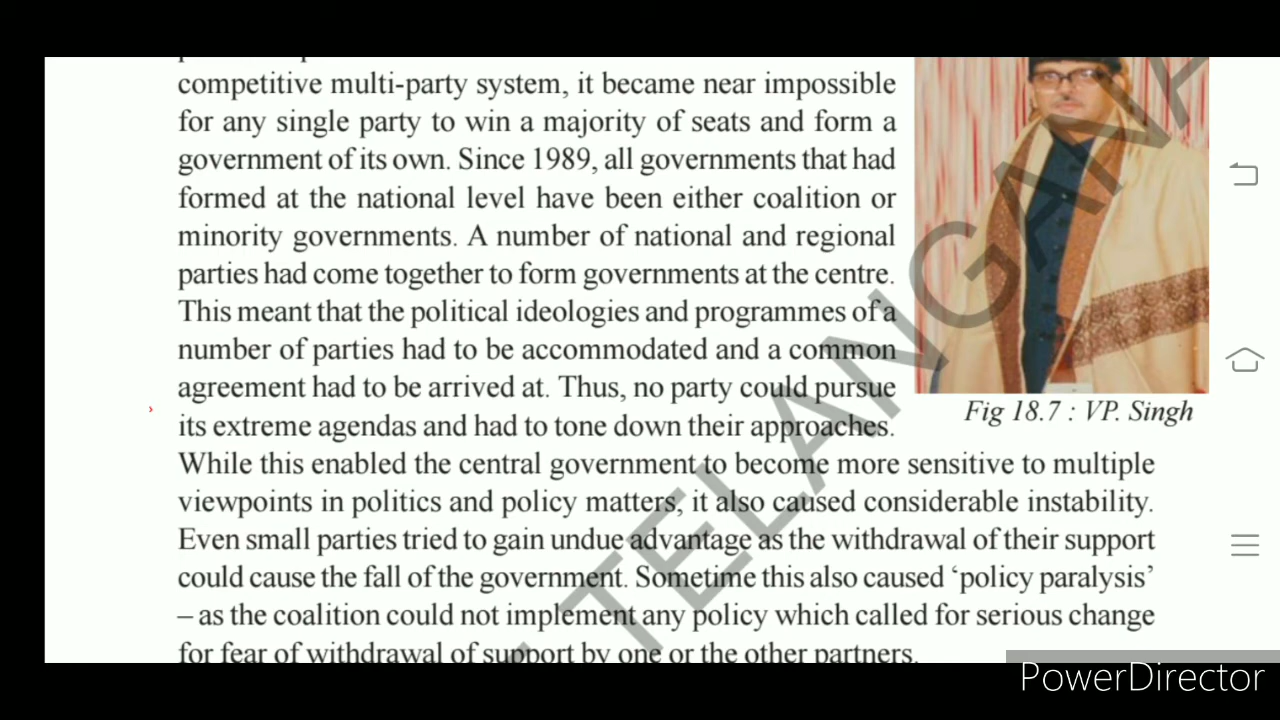 competitive multi-party system, it became near impossible
for any single party to win a majority of seats and form a
government of its own. Since 1989, all governments that had
formed at the national level have been either coalition or
minority governments. A number of national and regional
parties had come together to form governments at the centre.
This meant that the political ideologies and programmes of a
number of parties had to be accommodated and a common
agreement had to be arrived at. Thus, no party could pursue
its extreme agendas and had to tone down their approaches.
While this enabled the central government to become more sensitive to multiple
viewpoints in politics and policy matters, it also caused considerable instability.
Even small parties tried to gain undue advantage as the withdrawal of their support
could cause the fall of the government. Sometime this also caused ‘policy paralysis’
– as the coalition could not implement any policy which called for serious change
for fear of withdrawal of support by one or the other partners.
Fig 18.7 : VP. Singh
TELANGANA
PowerDirector